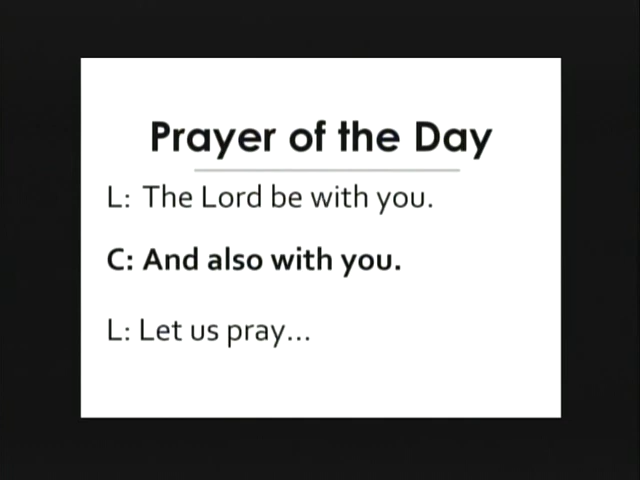 Prayer of the Day
L: The Lord be with you.
C: And also with you.
L: Let us pray...